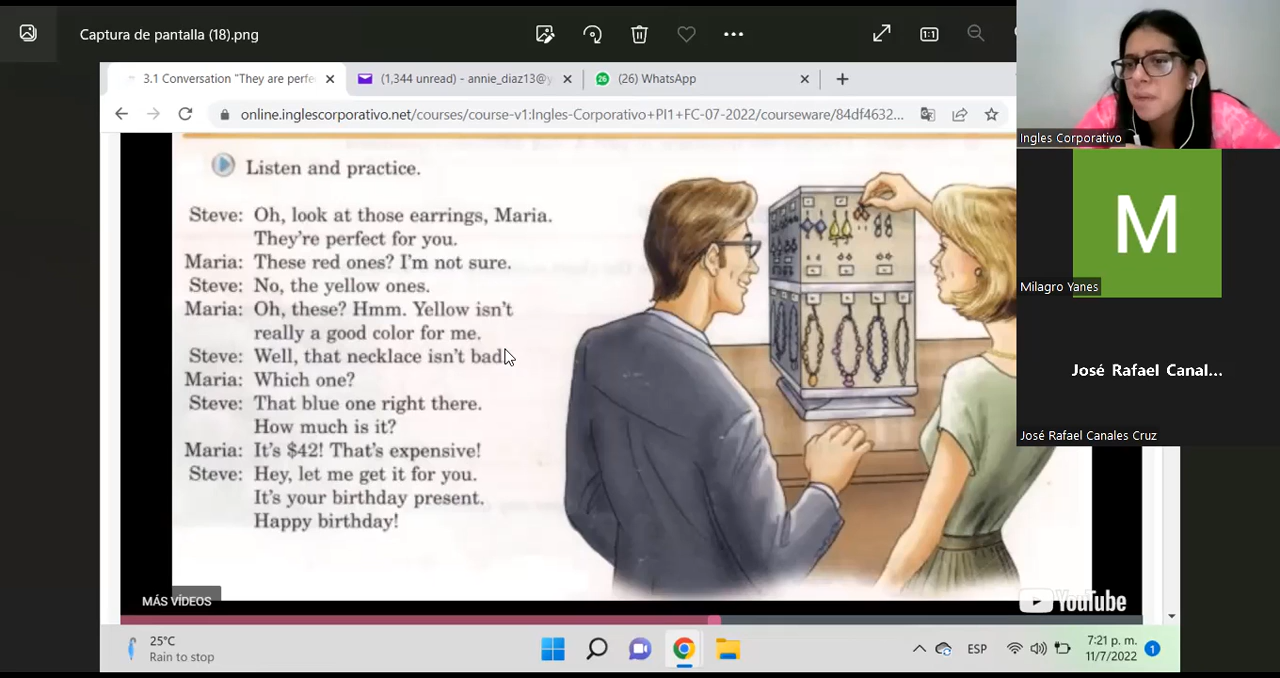 Captura de pantalla (18).png
1:1
3.1 Conversation "They are perfe
(1,344 unread) - annie_diaz13@y
26
(26) WhatsApp
online.inglescorporativo.net/courses/course-v1:Ingles-Corporativo+PI1+FC-07-2022/courseware/84df4632...
Listen and practice.
Steve: Oh, look at those earrings, Maria.
They're perfect for you.
Maria: These red ones? I'm not sure.
Steve: No, the yellow ones.
Maria: Oh, these? Hmm. Yellow isn't
really a good color for me.
Steve: Well, that necklace isn't bad.
Maria: Which one?
Steve: That blue one right there.
How much is it?
Maria: It's $42! That's expensive!
Steve: Hey, let me get it for you.
It's your birthday present.
Happy birthday!
MÁS VÍDEOS
YouTube
25°C
Rain to stop
ESP
7:21 p. m.
11/7/2022
1
Ingles Corporativo
M
Milagro Yanes
José Rafael Canal...
José Rafael Canales Cruz